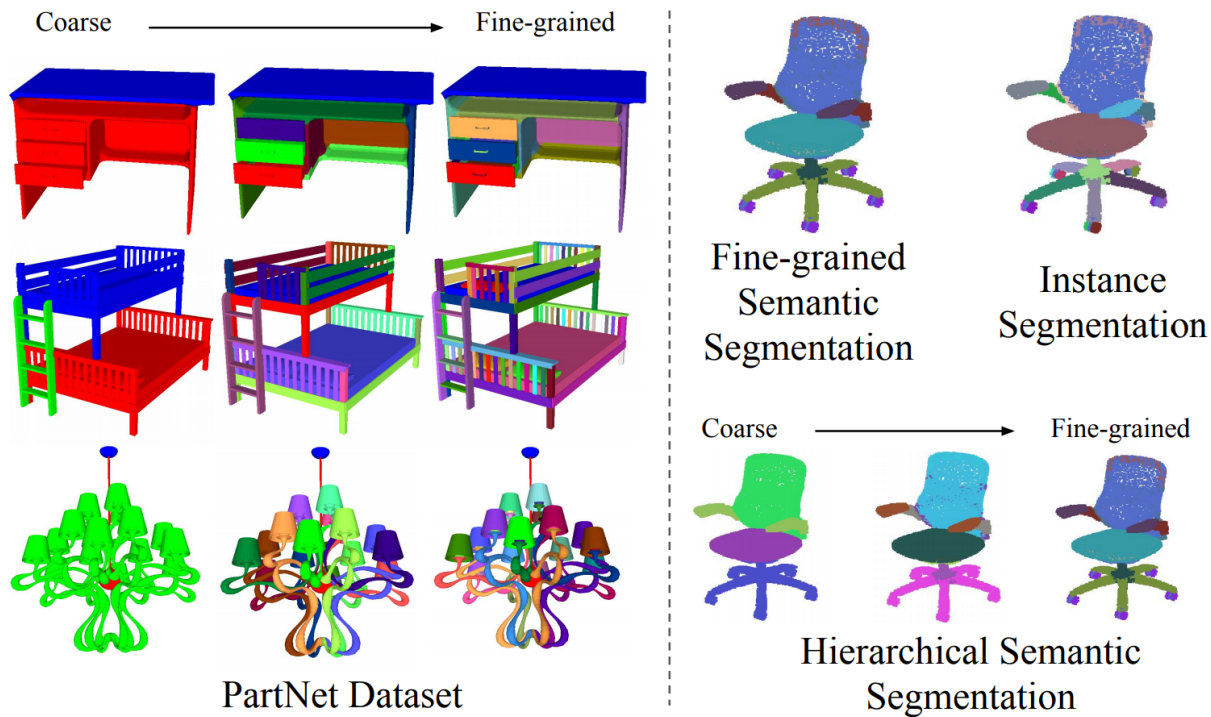 Coarse
Fine-grained
PartNet Dataset
Fine-grained
Semantic
Segmentation
Instance
Segmentation
Coarse
Fine-grained
Hierarchical Semantic
Segmentation